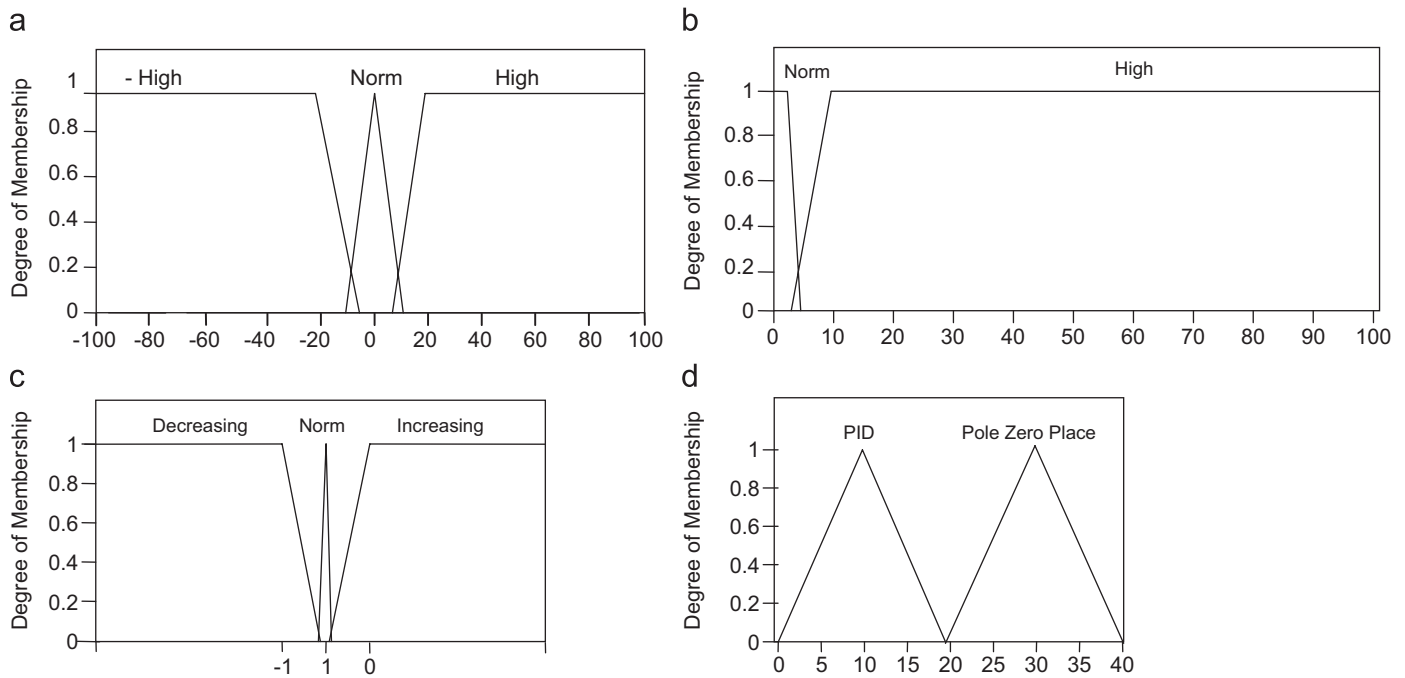 a
- High Norm High
Degree of Membership
1
0.8
0.6
0.4
0.2
0
-100 -80 -60 -40 -20 0 20 40 60 80 100
b
Norm High
Degree of Membership
1
0.8
0.6
0.4
0.2
0
0 10 20 30 40 50 60 70 80 90 100
c
Decreasing Norm Increasing
Degree of Membership
1
0.8
0.6
0.4
0.2
0
-1 1 0
d
PID Pole Zero Place
Degree of Membership
1
0.8
0.6
0.4
0.2
0
0 5 10 15 20 25 30 35 40